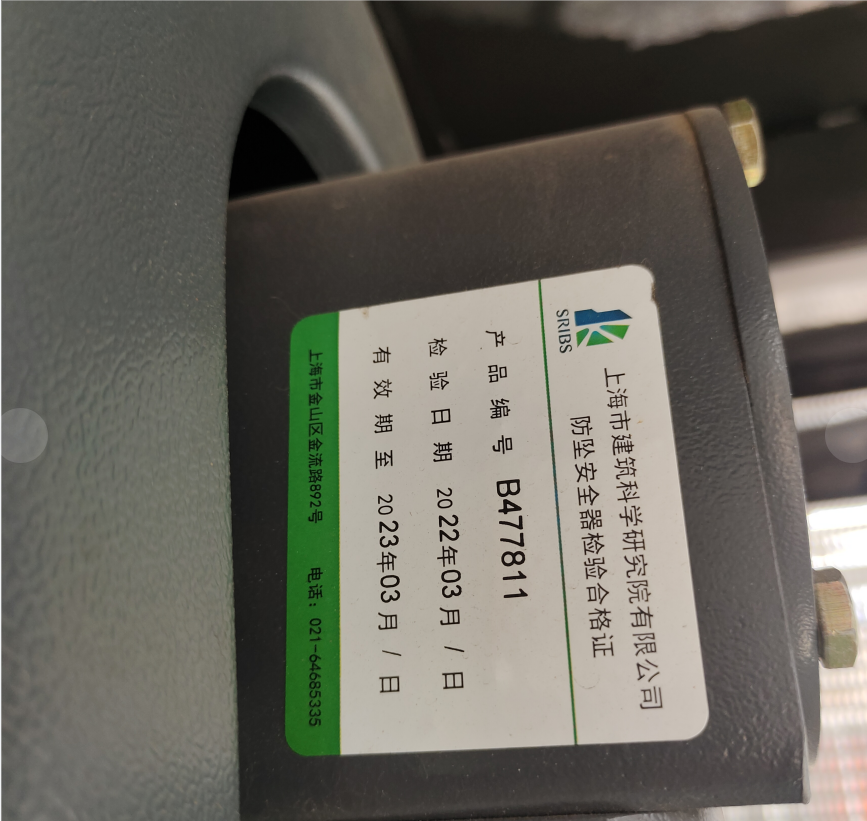 SRIBS
上海市建筑科学研究院有限公司
防坠安全器检验合格证
产品编号 B477811
检验日期 2022年03月/日
有效期至 2023年03月/日
上海市金山区金流路892号 电话：021-64685335